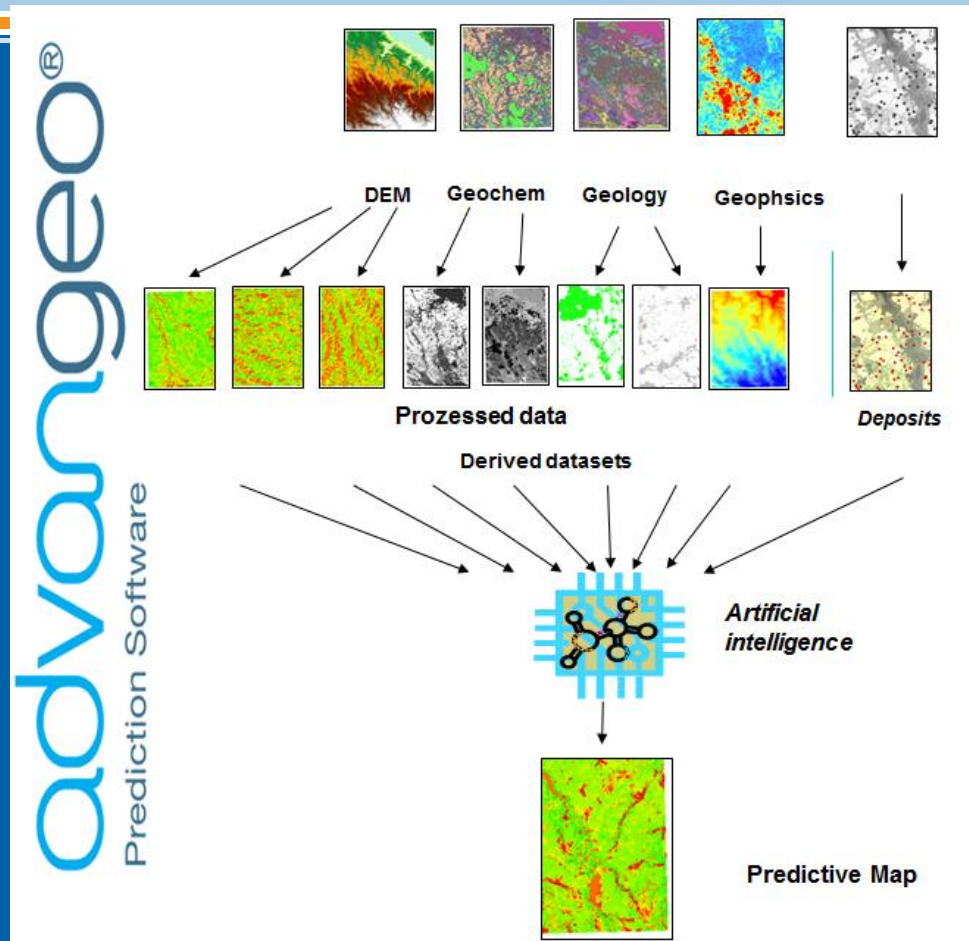 advangeo®
Prediction Software
DEM
Geochem
Geology
Geophsics
Prozessed data
Deposits
Derived datasets
Artificial
intelligence
Predictive Map